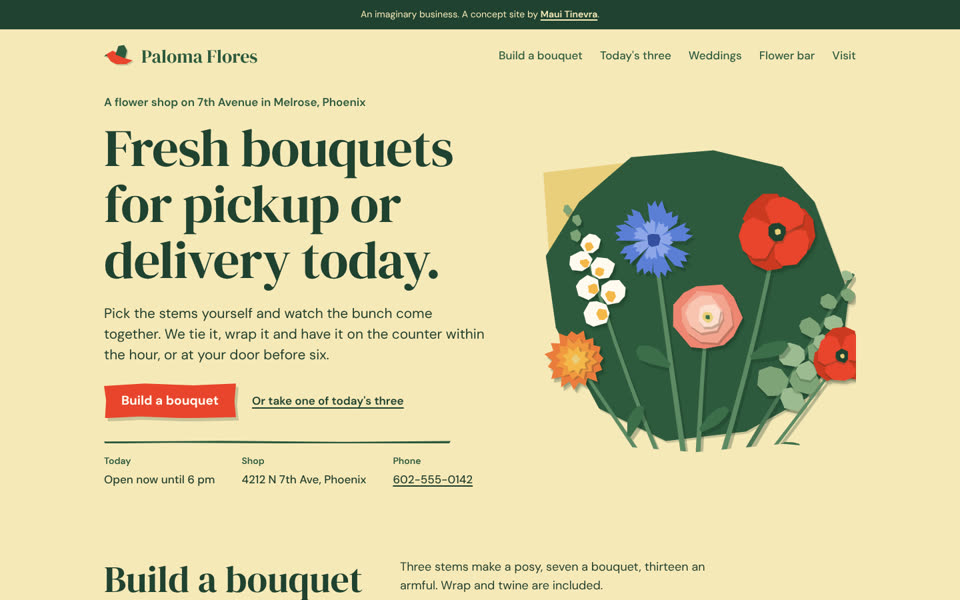 An imaginary business. A concept site by Maui Tinevra.
Paloma Flores
Build a bouquet
Today's three
Weddings
Flower bar
Visit
A flower shop on 7th Avenue in Melrose, Phoenix
Fresh bouquets
for pickup or
delivery today.
Pick the stems yourself and watch the bunch come
together. We tie it, wrap it and have it on the counter within
the hour, or at your door before six.
Build a bouquet
Or take one of today's three
Today
Open now until 6 pm
Shop
4212 N 7th Ave, Phoenix
Phone
602-555-0142
Build a bouquet
Three stems make a posy, seven a bouquet, thirteen an
armful. Wrap and twine are included.